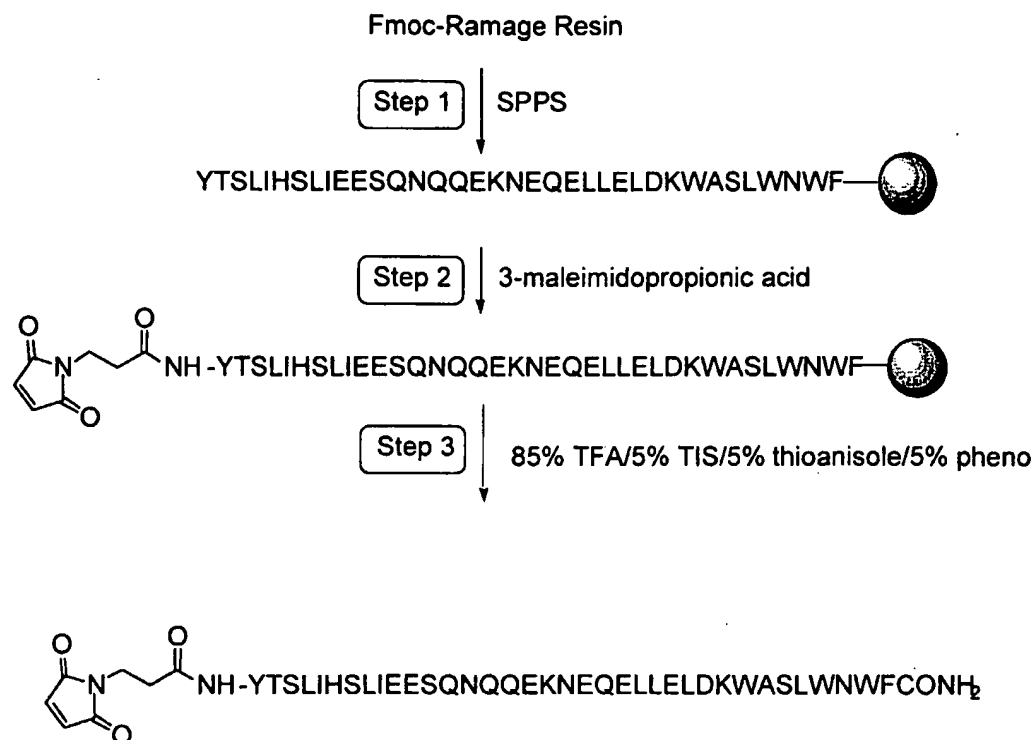 Fmoc-Ramage Resin
Step 1
SPPS
YTSLIHSLIEESQNQQEKNEQELLELDKWASLWNWF
Step 2
3-maleimidopropionic acid
O
O
N
NH-YTSLIHSLIEESQNQQEKNEQELLELDKWASLWNWF
O
Step 3
85% TFA/5% TIS/5% thioanisole/5% pheno
O
O
N
NH-YTSLIHSLIEESQNQQEKNEQELLELDKWASLWNWFCONH2
O